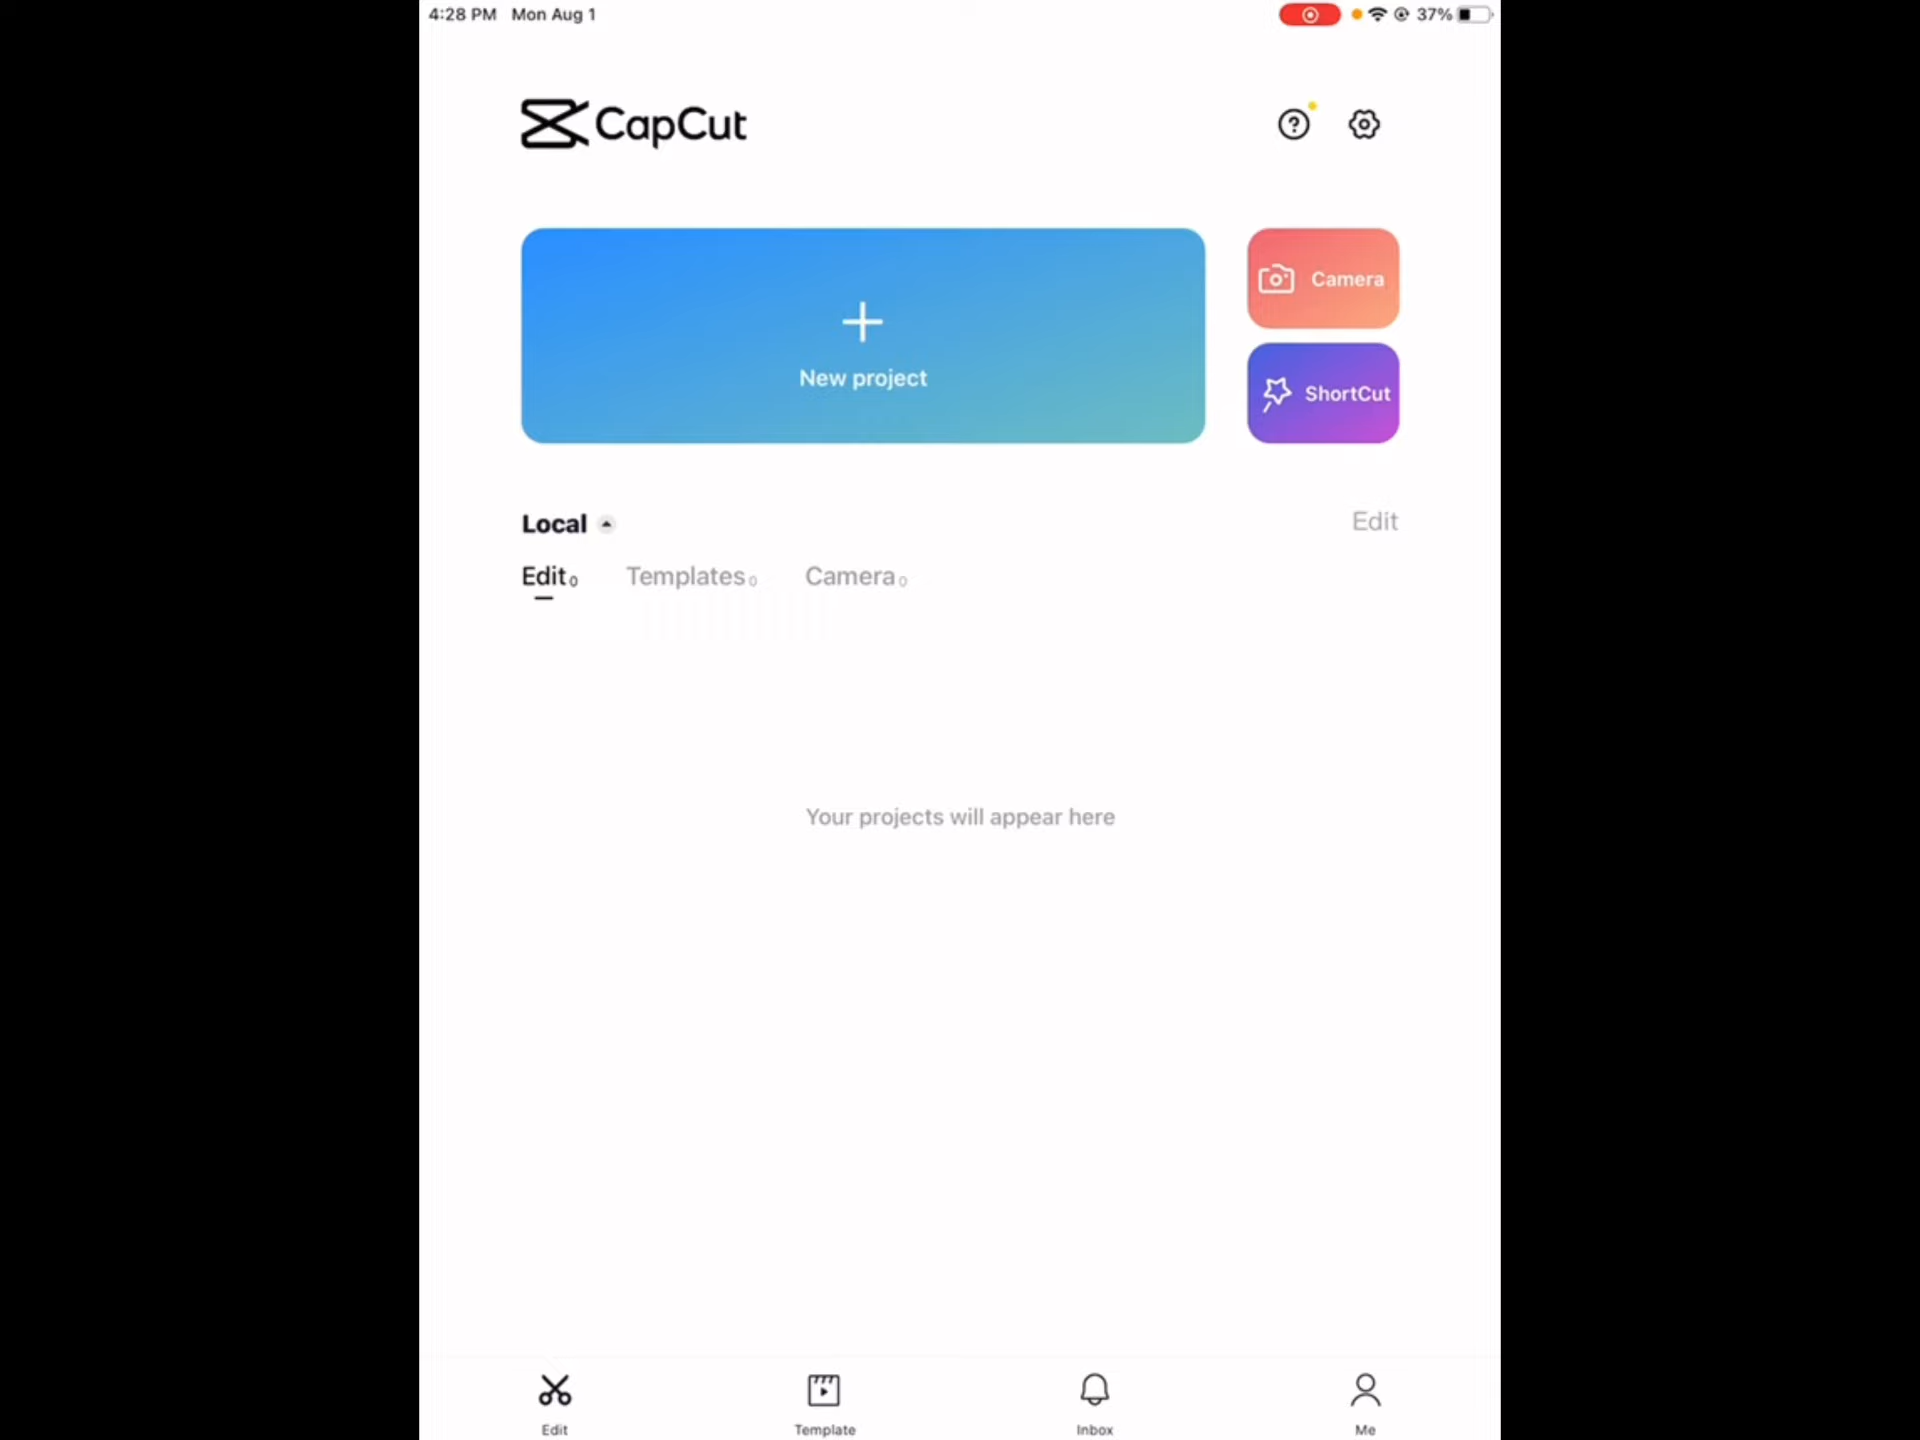 4:28 PM Mon Aug 1
37%
CapCut
New project
Camera
ShortCut
Local
Edit
Edit 0
Templates 0
Camera 0
Your projects will appear here
Edit
Template
Inbox
Me